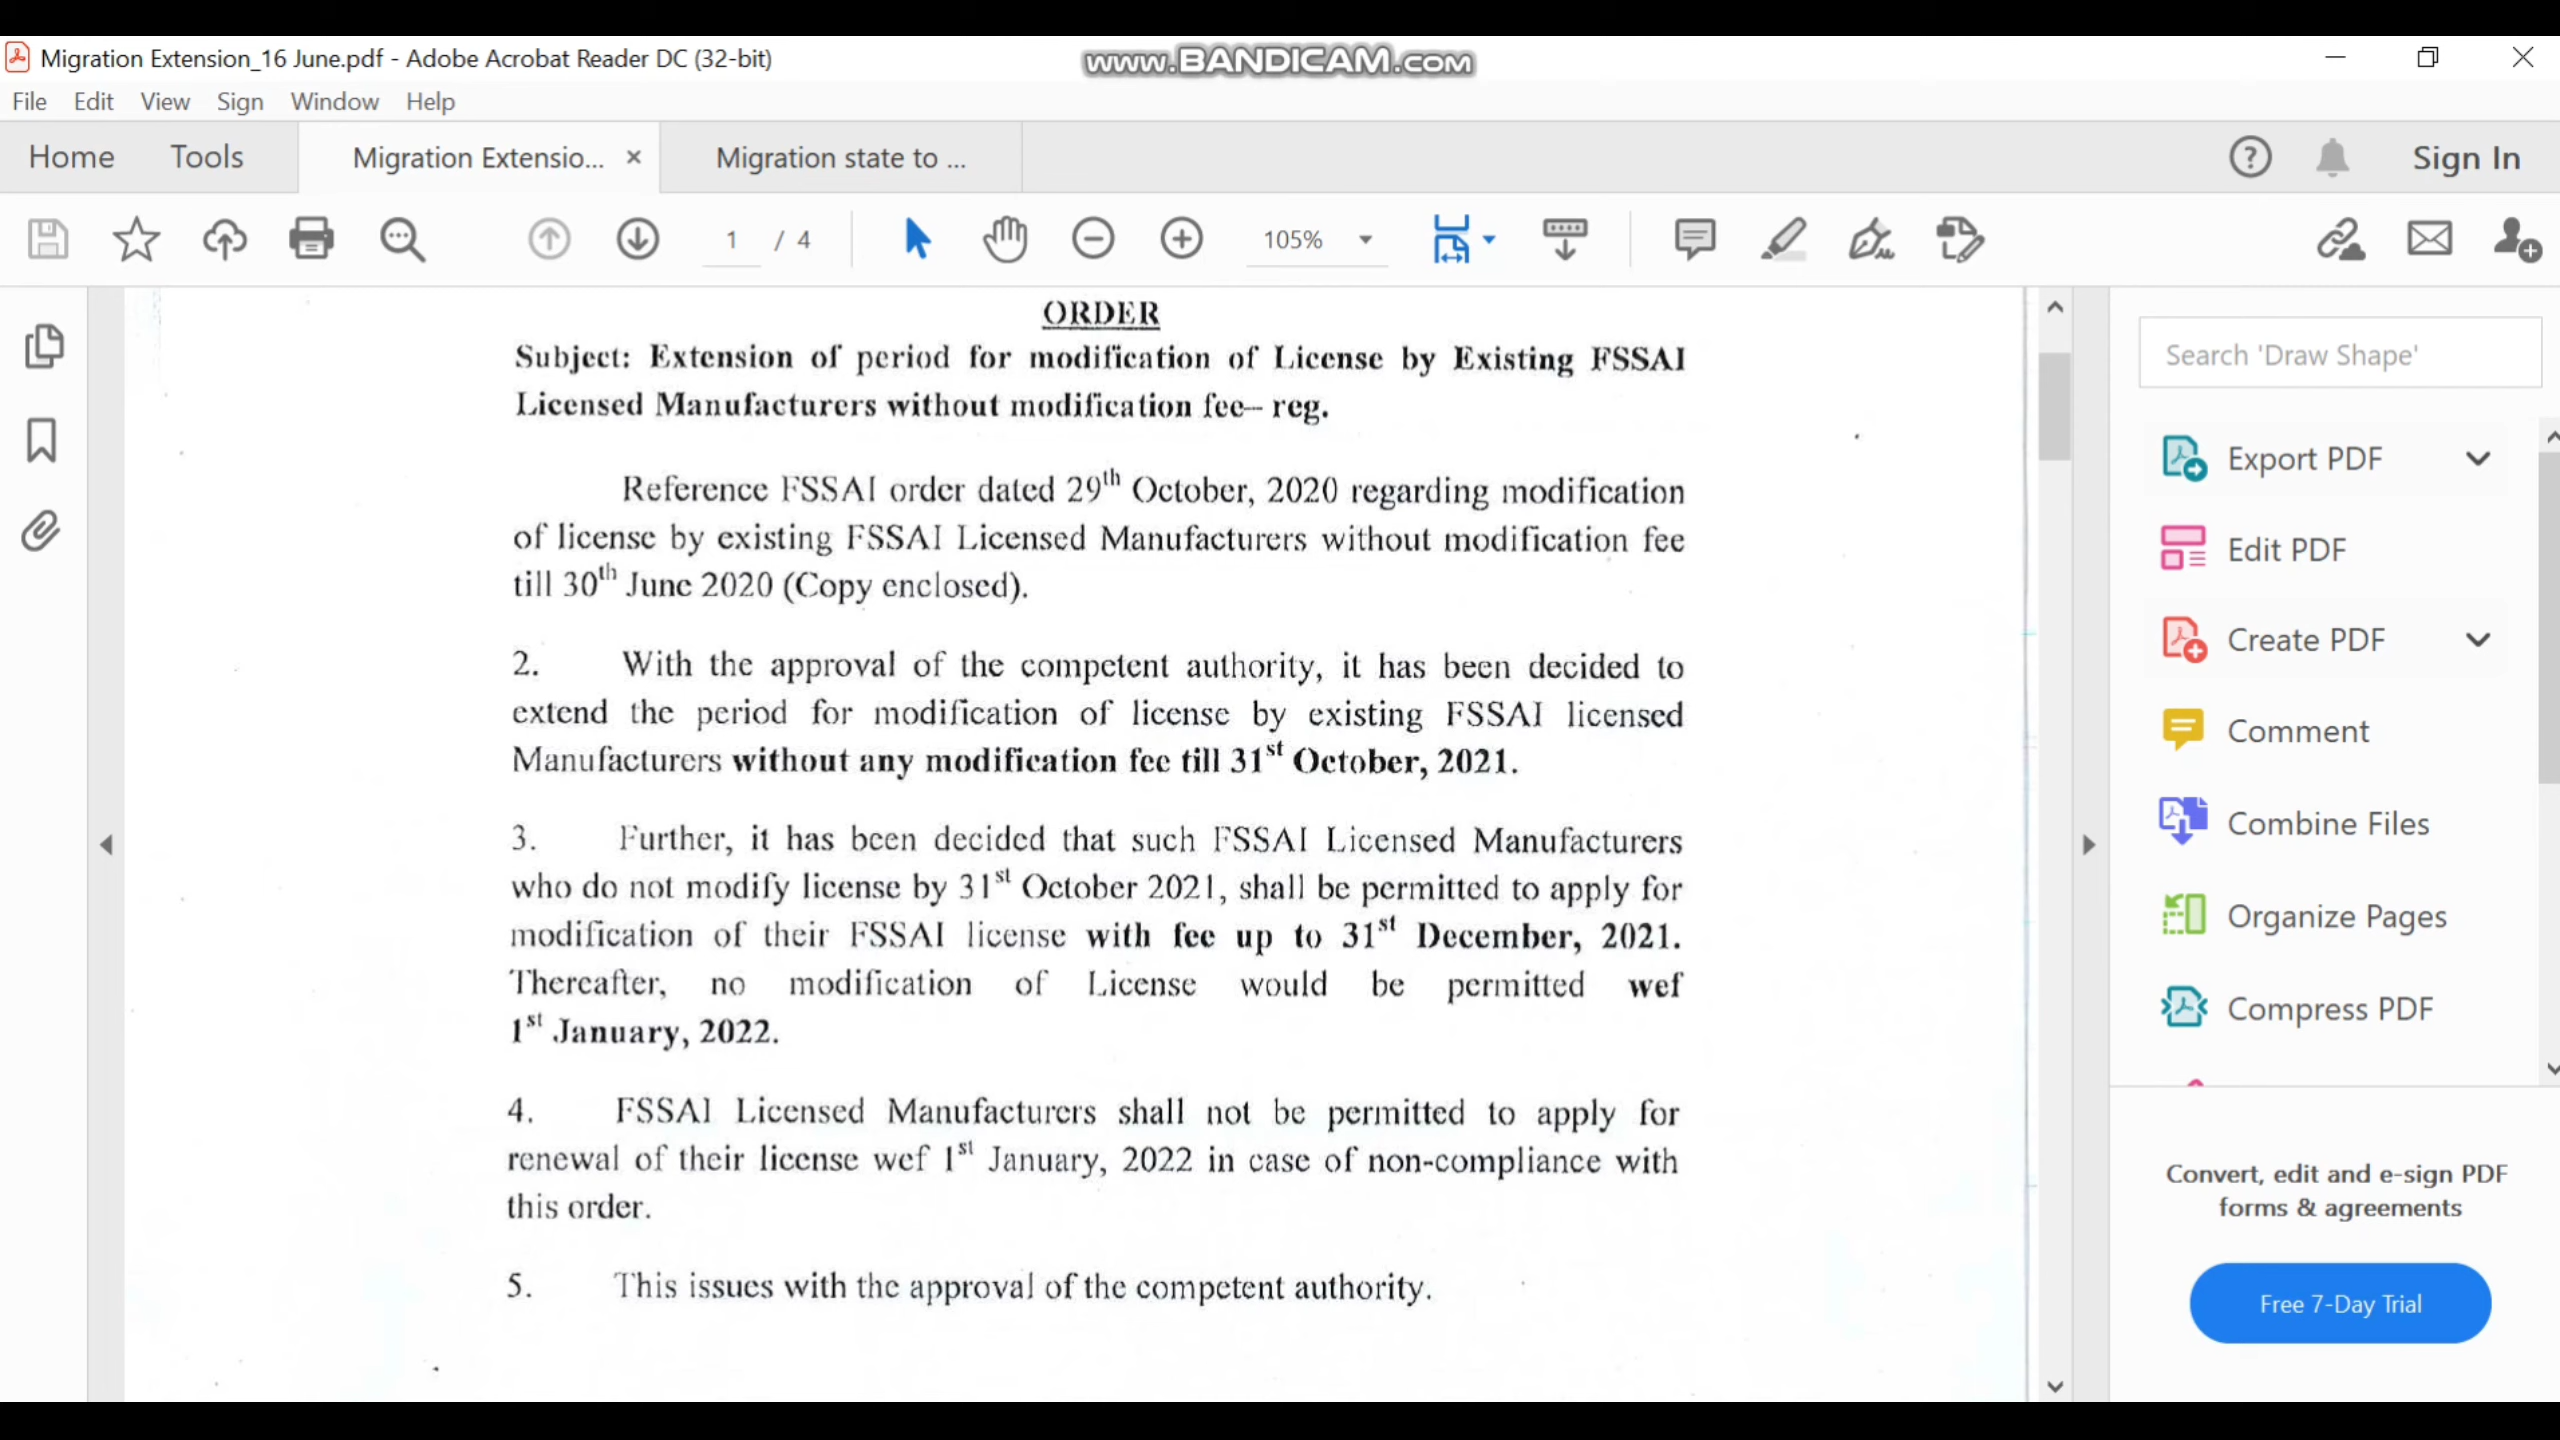 Migration Extension_16 June.pdf - Adobe Acrobat Reader DC (32-bit)
www.BANDICAM.com
File Edit View Sign Window Help
Home Tools Migration Extensio... × Migration state to ... Sign In
1 / 4 105%
ORDER
Subject: Extension of period for modification of License by Existing FSSAI
Licensed Manufacturers without modification fee– reg.
Reference FSSAI order dated 29th October, 2020 regarding modification
of license by existing FSSAI Licensed Manufacturers without modification fee
till 30th June 2020 (Copy enclosed).
2. With the approval of the competent authority, it has been decided to
extend the period for modification of license by existing FSSAI licensed
Manufacturers without any modification fee till 31st October, 2021.
3. Further, it has been decided that such FSSAI Licensed Manufacturers
who do not modify license by 31st October 2021, shall be permitted to apply for
modification of their FSSAI license with fee up to 31st December, 2021.
Thereafter, no modification of License would be permitted wef
1st January, 2022.
4. FSSAI Licensed Manufacturers shall not be permitted to apply for
renewal of their license wef 1st January, 2022 in case of non-compliance with
this order.
5. This issues with the approval of the competent authority.
Search 'Draw Shape'
Export PDF
Edit PDF
Create PDF
Comment
Combine Files
Organize Pages
Compress PDF
Convert, edit and e-sign PDF
forms & agreements
Free 7-Day Trial